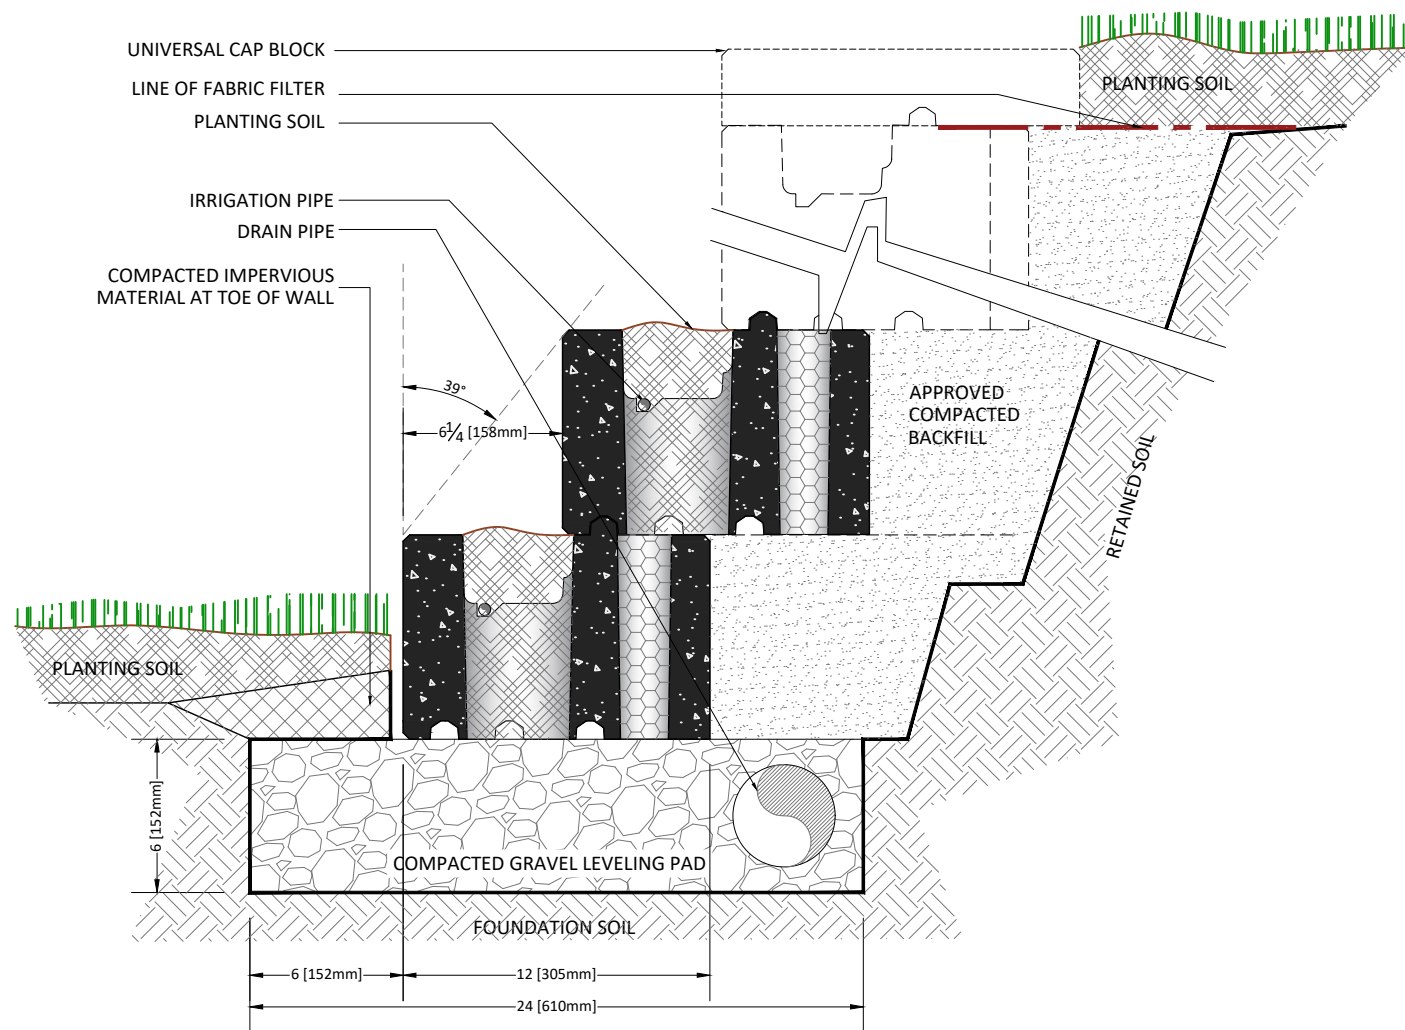 UNIVERSAL CAP BLOCK
LINE OF FABRIC FILTER
PLANTING SOIL
PLANTING SOIL
IRRIGATION PIPE
DRAIN PIPE
COMPACTED IMPERVIOUS
MATERIAL AT TOE OF WALL
39°
6 1/4 [158mm]
APPROVED
COMPACTED
BACKFILL
RETAINED SOIL
PLANTING SOIL
6 [152mm]
COMPACTED GRAVEL LEVELING PAD
FOUNDATION SOIL
6 [152mm]
12 [305mm]
24 [610mm]